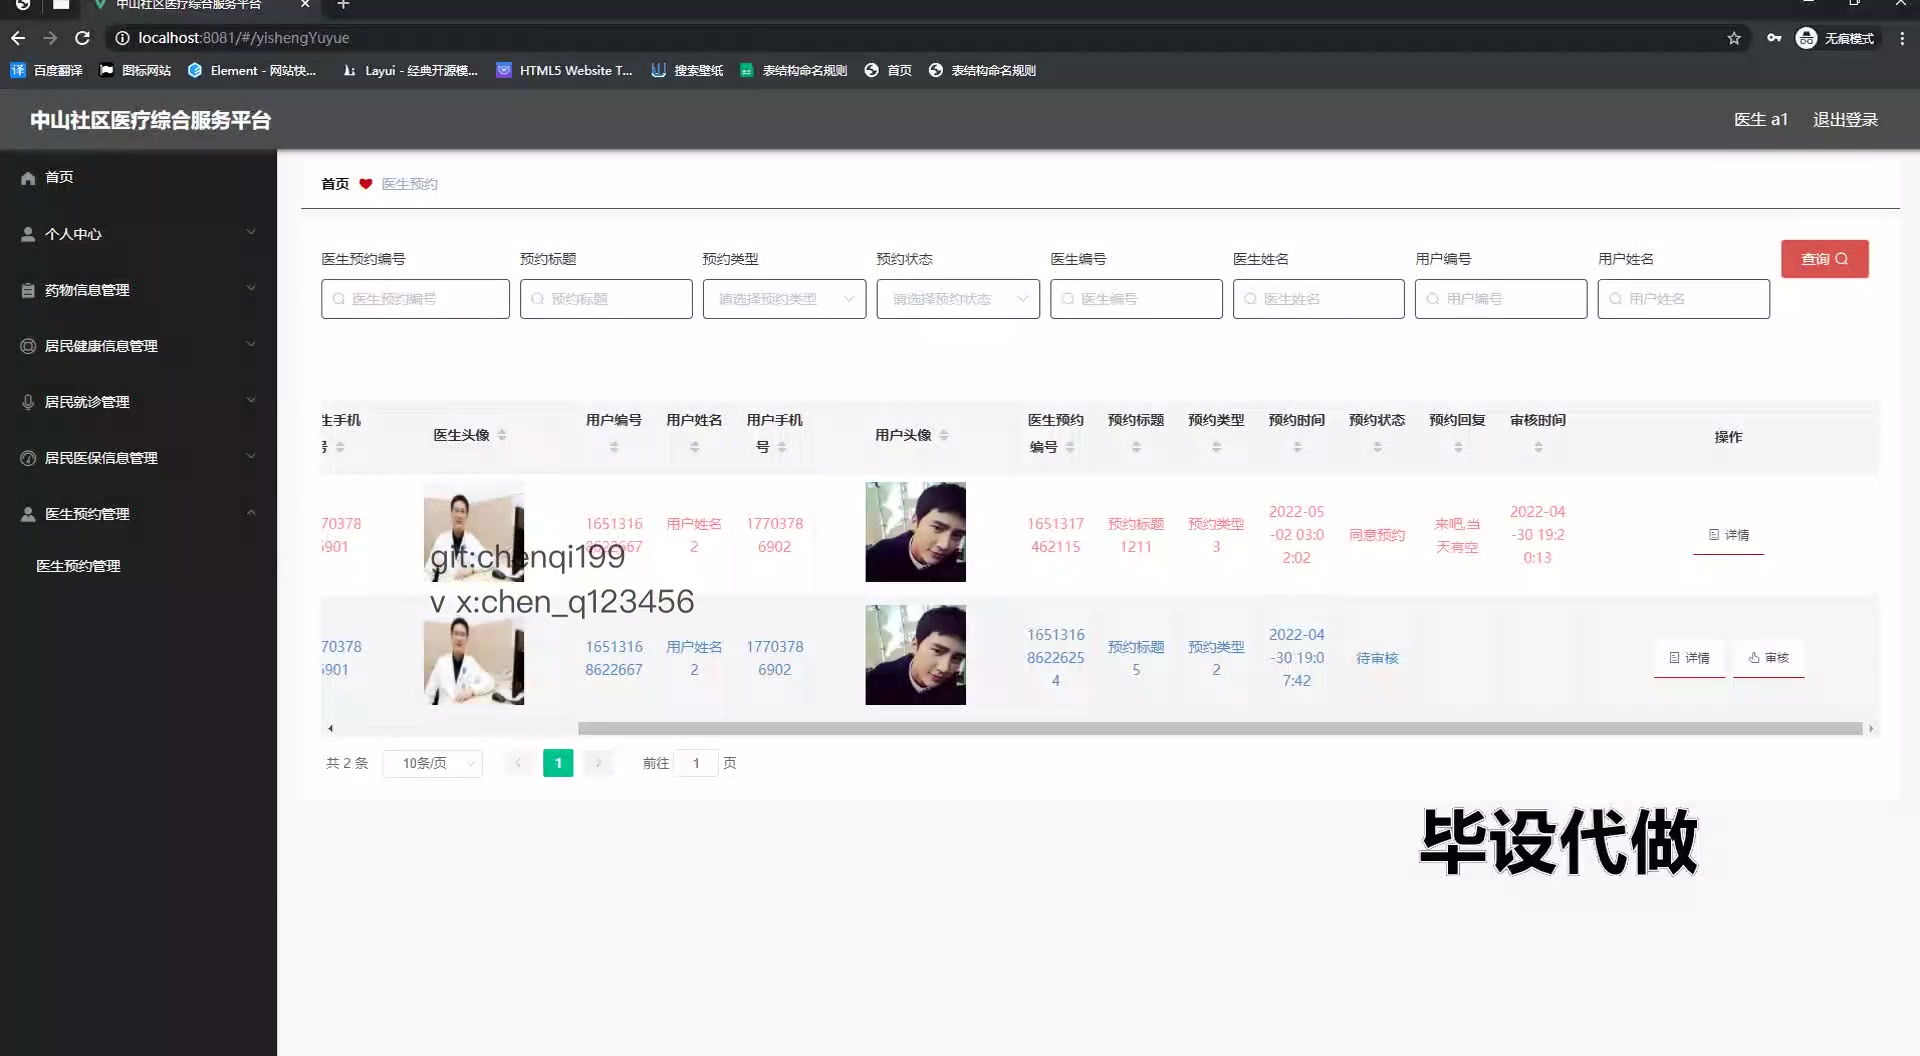 中山社区医疗综合服务平台
localhost:8081/#/yishengYuyue
无痕模式
百度翻译
图标网站
Element - 网站快...
Layui - 经典开源模...
HTML5 Website T...
搜索壁纸
表结构命名规则
首页
表结构命名规则
中山社区医疗综合服务平台
医生 a1
退出登录
首页
个人中心
药物信息管理
居民健康信息管理
居民就诊管理
居民医保信息管理
医生预约管理
医生预约管理
首页 医生预约
医生预约编号 预约标题 预约类型 预约状态 医生编号 医生姓名 用户编号 用户姓名
查询
医生预约编号 预约标题 请选择预约类型 请选择预约状态 医生编号 医生姓名 用户编号 用户姓名
生手机
号
医生头像
用户编号
用户姓名
用户手机
号
用户头像
医生预约
编号
预约标题
预约类型
预约时间
预约状态
预约回复
审核时间
操作
70378
6901
1651316
8622667
用户姓名
2
1770378
6902
1651317
462115
预约标题
1211
预约类型
3
2022-05
-02 03:0
2:02
同意预约
来吧,当
天有空
2022-04
-30 19:2
0:13
详情
git:chenqi199
v x:chen_q123456
70378
6901
1651316
8622667
用户姓名
2
1770378
6902
1651316
8622625
4
预约标题
5
预约类型
2
2022-04
-30 19:0
7:42
待审核
详情
审核
共 2 条
10条/页
1
前往 1 页
毕设代做